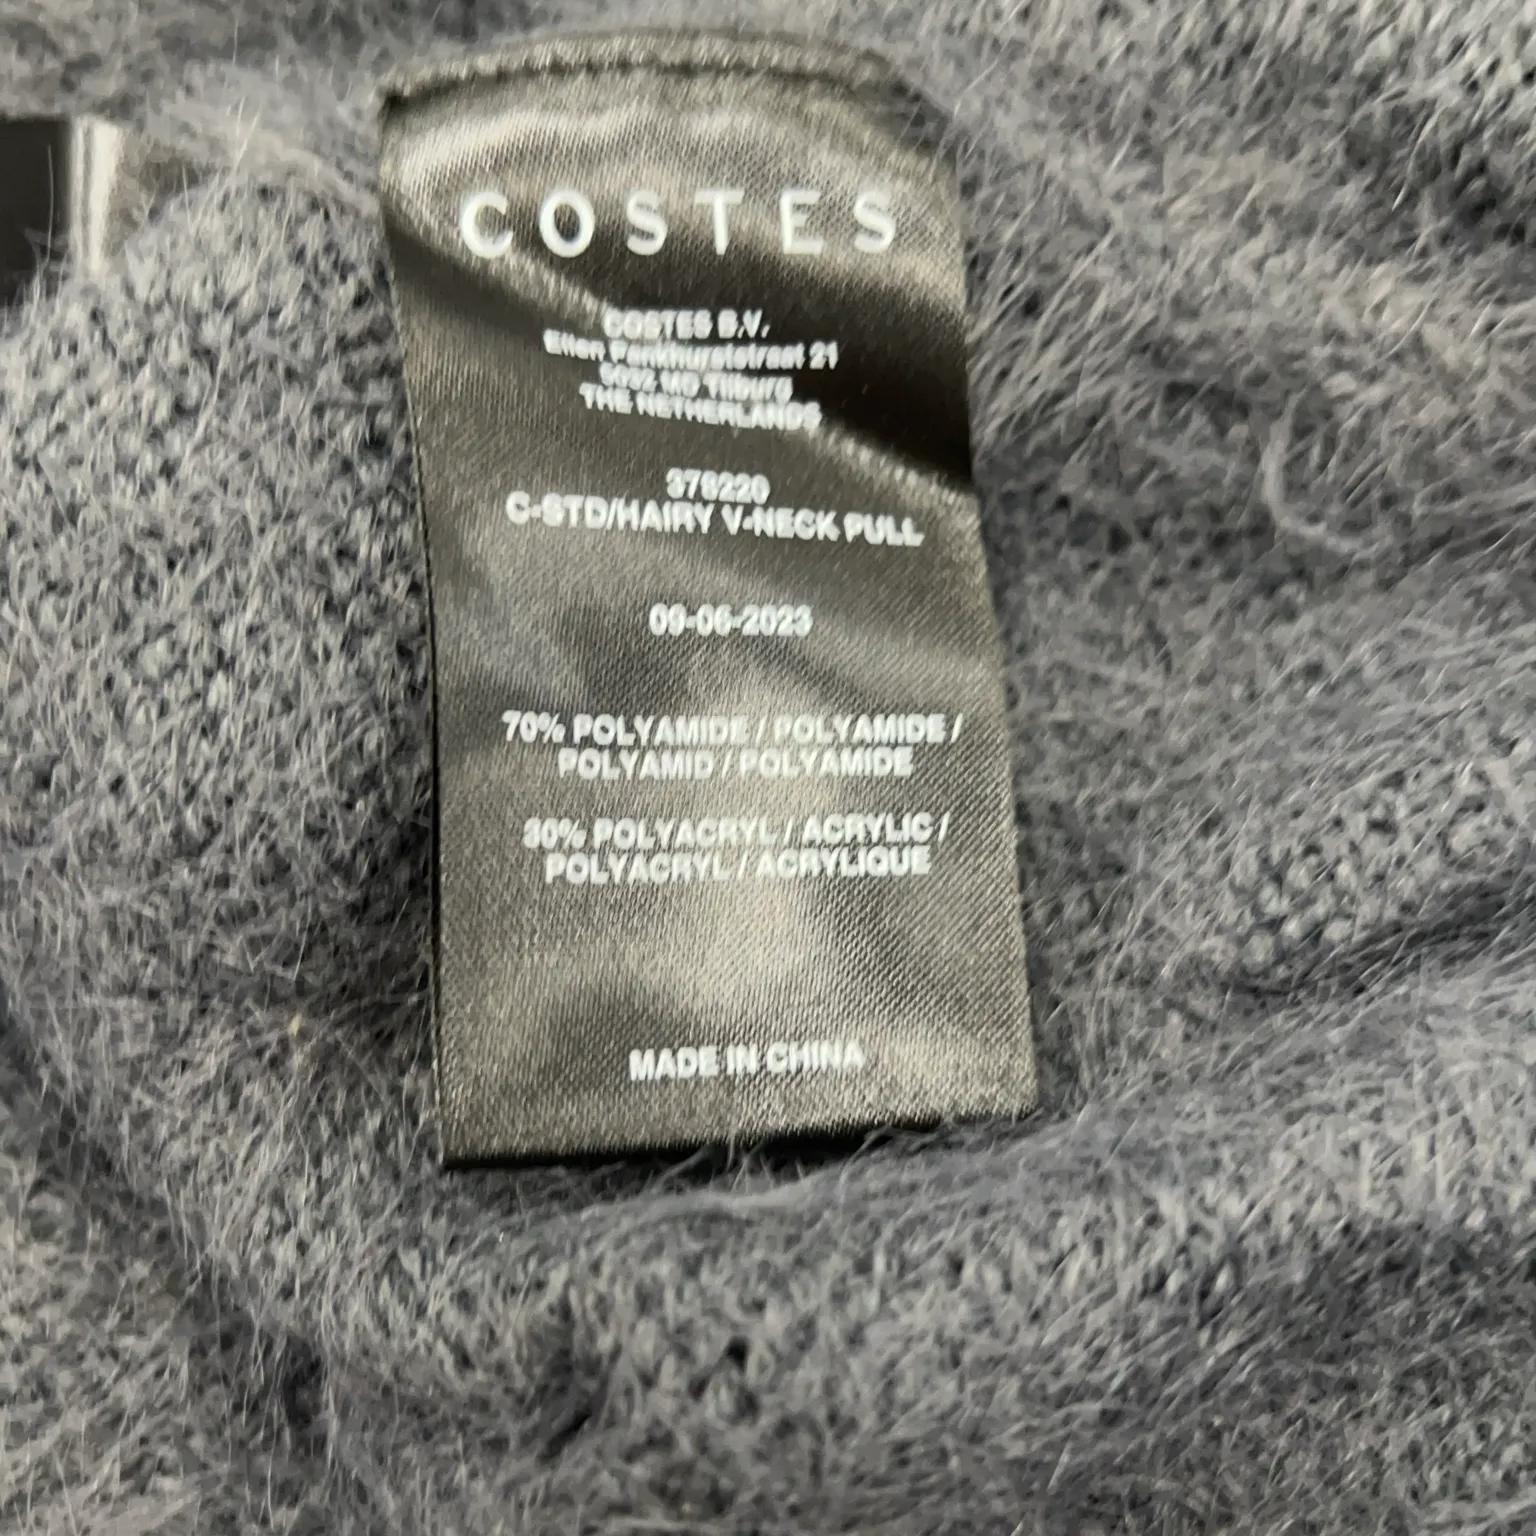 COSTES
COSTES B.V.
Ellen Pankhurststraat 21
MD Tilburg
THE NETHERLANDS
378220
C-STD/HAIRY V-NECK PULL
09-06-2023
70% POLYAMIDE / POLYAMIDE /
POLYAMID / POLYAMIDE
30% POLYACRYL / ACRYLIC /
POLYACRYL / ACRYLIQUE
MADE IN CHINA